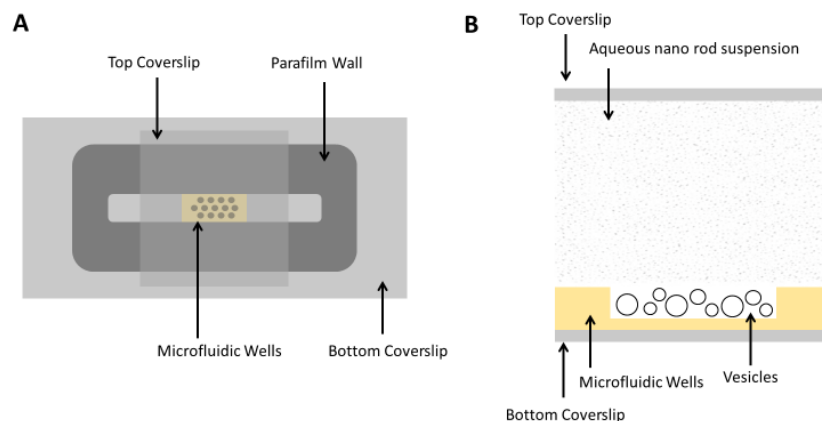 A
Top Coverslip
Parafilm Wall
Microfluidic Wells
Bottom Coverslip
B
Top Coverslip
Aqueous nano rod suspension
Microfluidic Wells
Vesicles
Bottom Coverslip